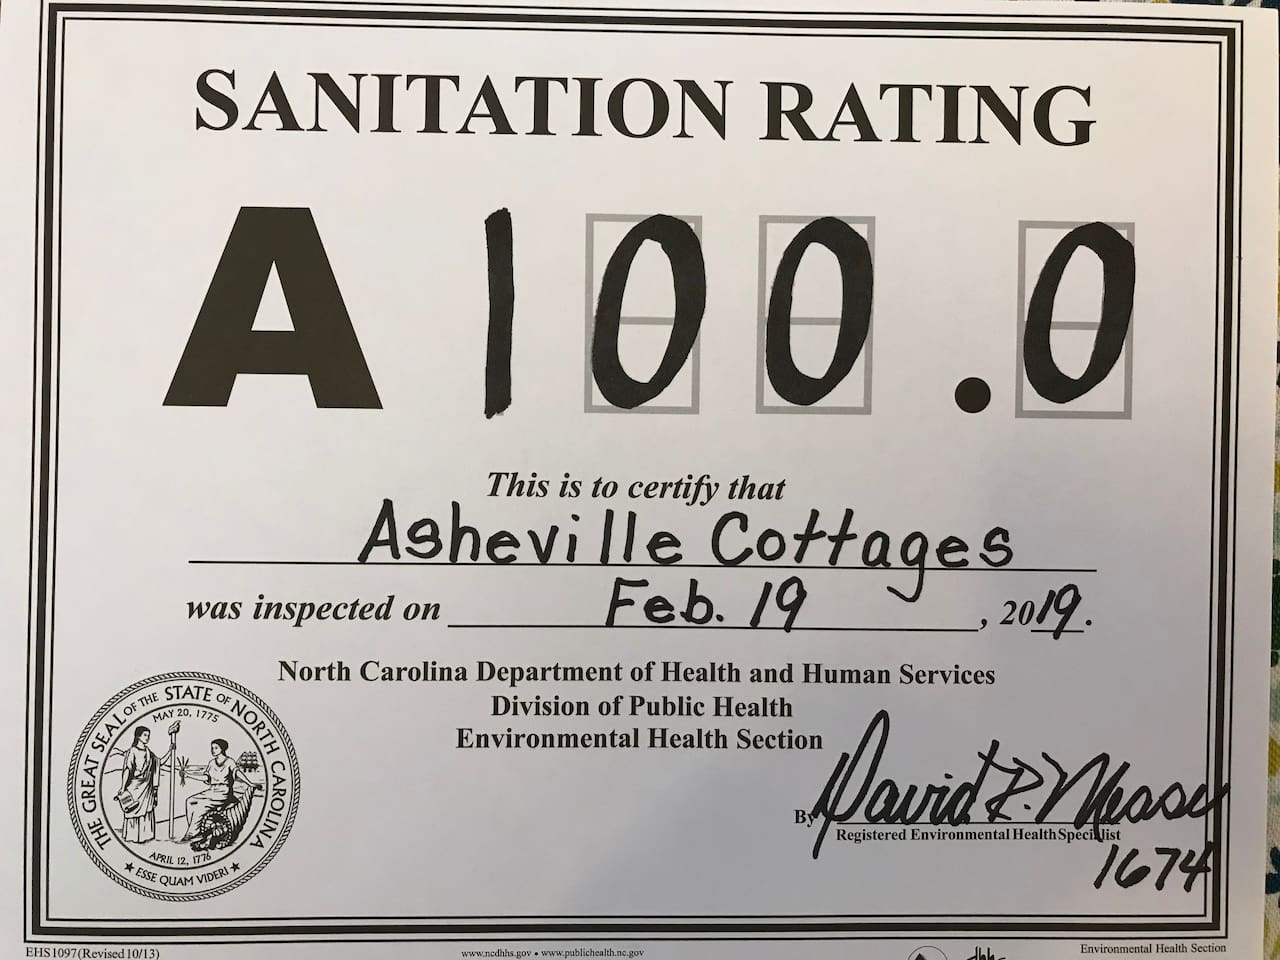 SANITATION RATING
A 100.0
This is to certify that
Asheville Cottages
was inspected on Feb. 19, 2019.
North Carolina Department of Health and Human Services
Division of Public Health
Environmental Health Section
THE GREAT SEAL OF THE STATE OF NORTH CAROLINA
MAY 20, 1775
APRIL 12, 1776
★ ESSE QUAM VIDERI ★
By David R.
Registered Environmental Health Specialist
1674
EHS 1097 (Revised 10/13)
www.ncdhhs.gov • www.publichealth.nc.gov
Environmental Health Section